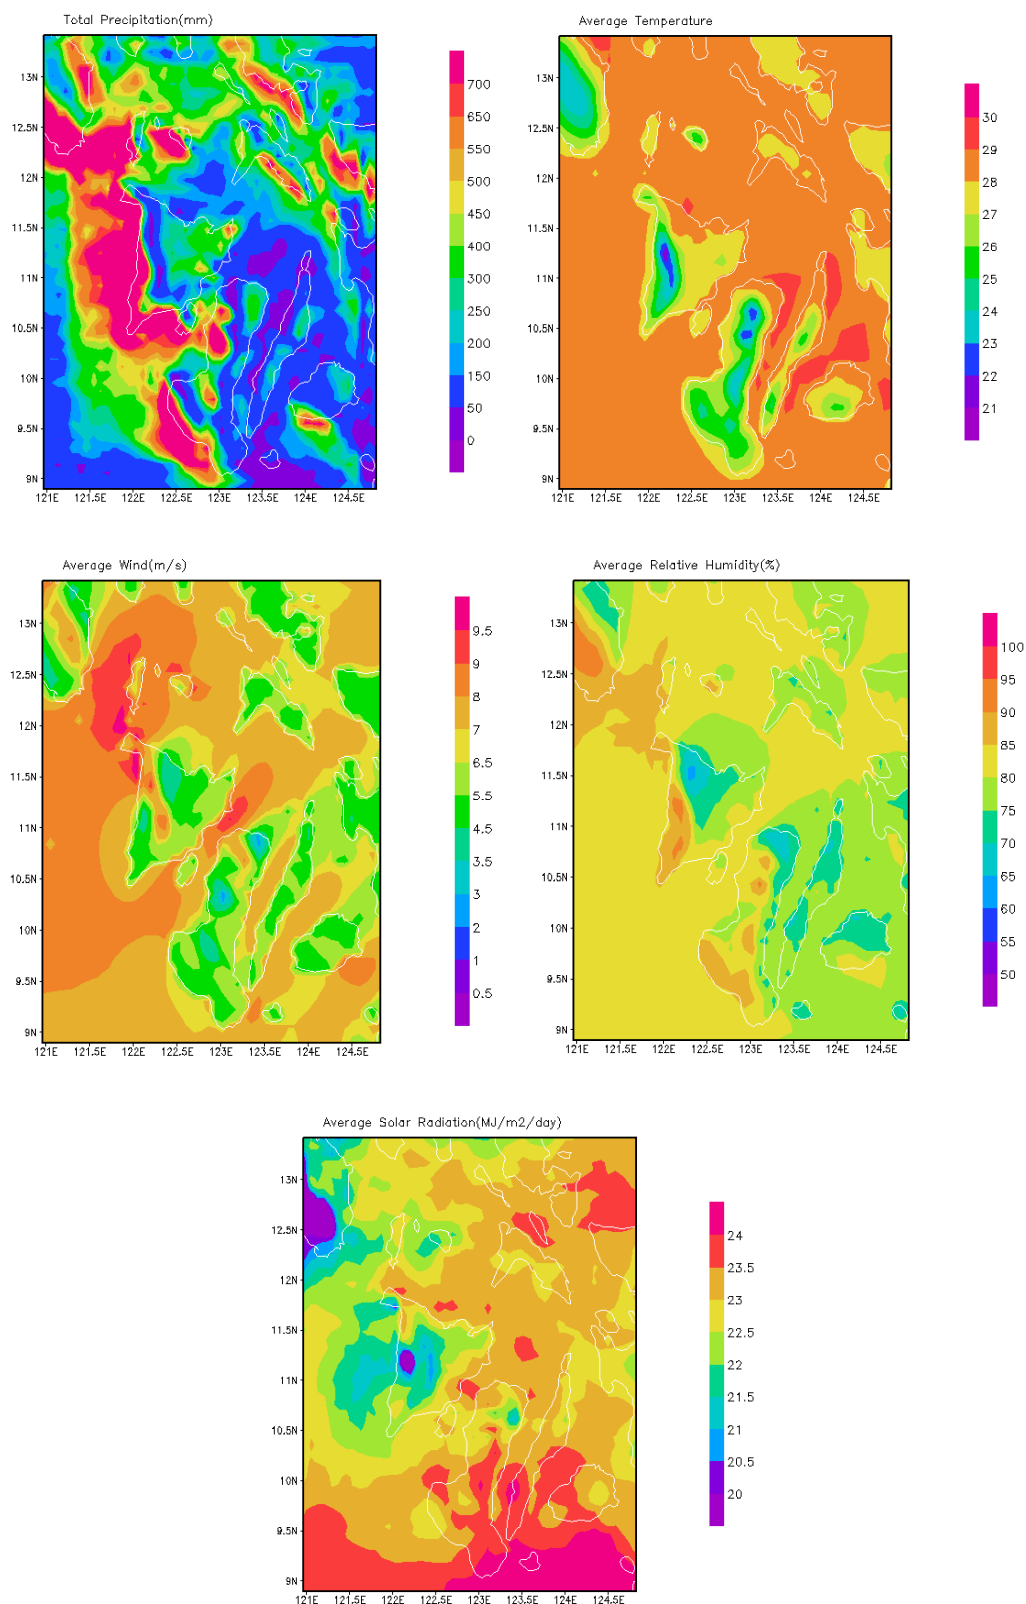 Total Precipitation(mm)
Average Temperature
13N
12.5N
12N
11.5N
11N
10.5N
10N
9.5N
9N
121E 121.5E 122E 122.5E 123E 123.5E 124E 124.5E
700
650
550
500
450
400
300
250
200
150
50
0
13N
12.5N
12N
11.5N
11N
10.5N
10N
9.5N
9N
121E 121.5E 122E 122.5E 123E 123.5E 124E 124.5E
30
29
28
27
26
25
24
23
22
21
Average Wind(m/s)
Average Relative Humidity(%)
13N
12.5N
12N
11.5N
11N
10.5N
10N
9.5N
9N
121E 121.5E 122E 122.5E 123E 123.5E 124E 124.5E
9.5
9
8
7
6.5
5.5
4.5
3.5
3
2
1
0.5
13N
12.5N
12N
11.5N
11N
10.5N
10N
9.5N
9N
121E 121.5E 122E 122.5E 123E 123.5E 124E 124.5E
100
95
90
85
80
75
70
65
60
55
50
Average Solar Radiation(MJ/m2/day)
13N
12.5N
12N
11.5N
11N
10.5N
10N
9.5N
9N
121E 121.5E 122E 122.5E 123E 123.5E 124E 124.5E
24
23.5
23
22.5
22
21.5
21
20.5
20